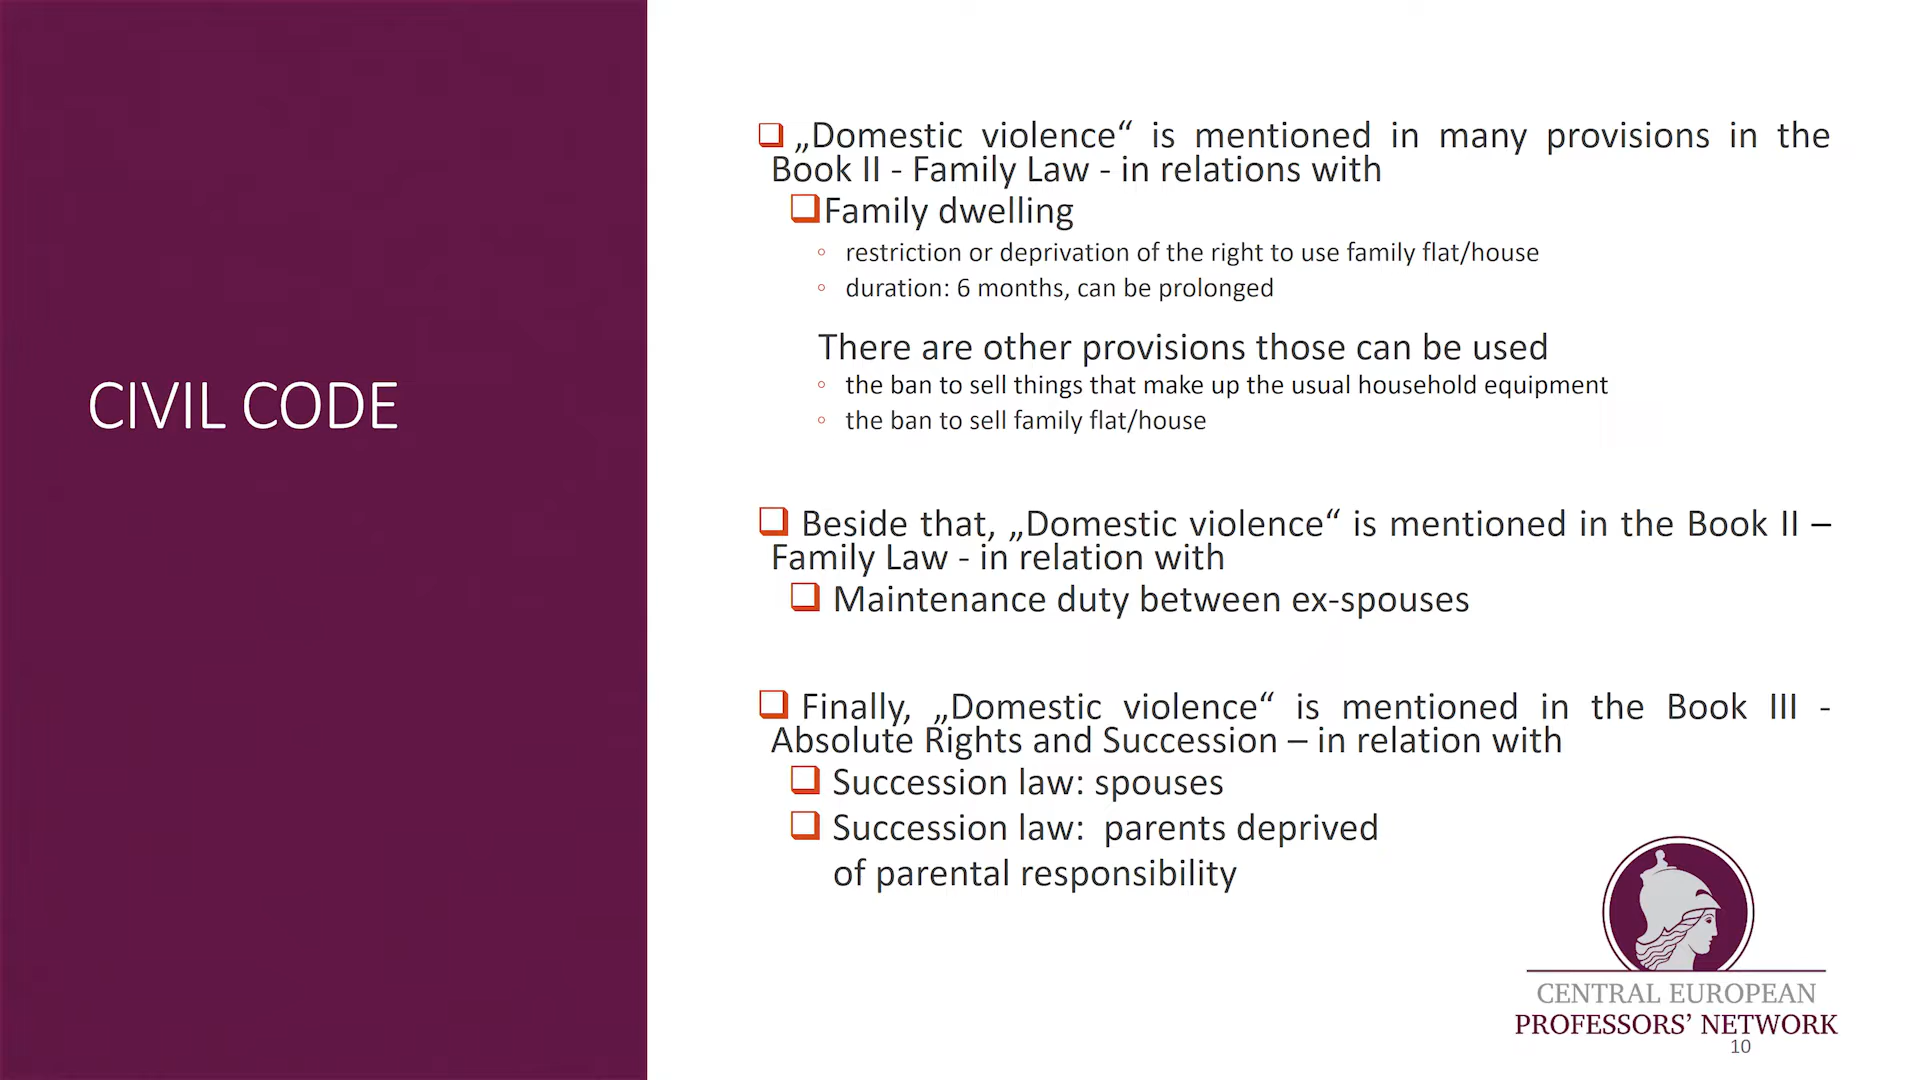 CIVIL CODE
„Domestic violence“ is mentioned in many provisions in the
Book II - Family Law - in relations with
Family dwelling
restriction or deprivation of the right to use family flat/house
duration: 6 months, can be prolonged
There are other provisions those can be used
the ban to sell things that make up the usual household equipment
the ban to sell family flat/house
Beside that, „Domestic violence“ is mentioned in the Book II –
Family Law - in relation with
Maintenance duty between ex-spouses
Finally, „Domestic violence“ is mentioned in the Book III -
Absolute Rights and Succession – in relation with
Succession law: spouses
Succession law: parents deprived
of parental responsibility
CENTRAL EUROPEAN
PROFESSORS’ NETWORK
10